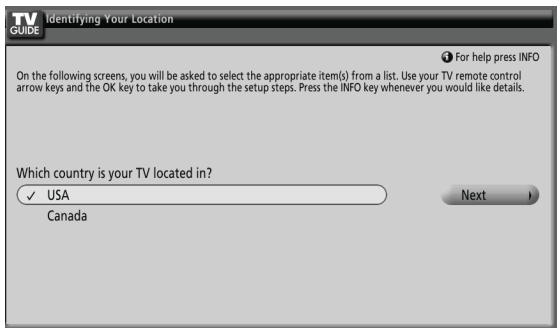 TV
GUIDE
Identifying Your Location
For help press INFO
On the following screens, you will be asked to select the appropriate item(s) from a list. Use your TV remote control
arrow keys and the OK key to take you through the setup steps. Press the INFO key whenever you would like details.
Which country is your TV located in?
✓ USA
Next
Canada